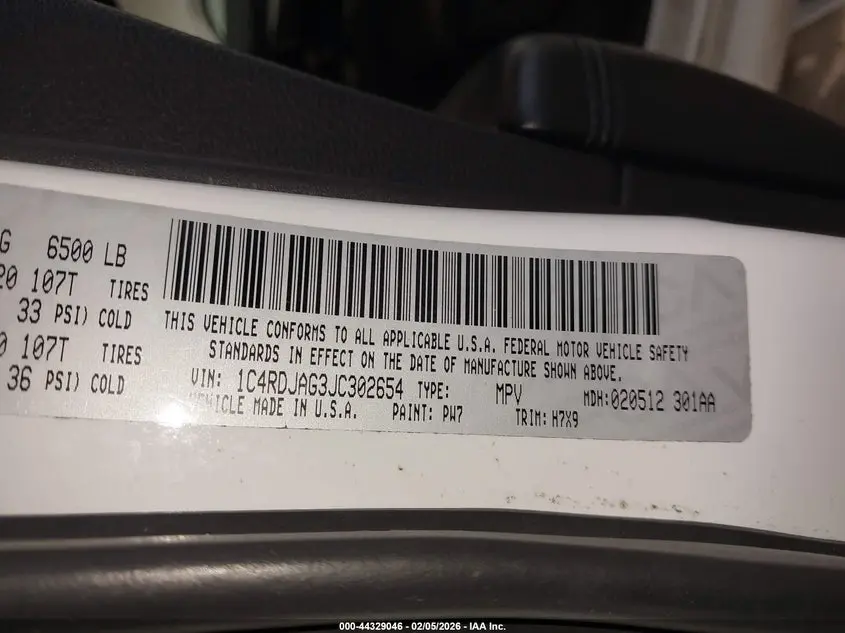 G 6500 LB
20 107T TIRES
33 PSI) COLD
0 107T TIRES
36 PSI) COLD
THIS VEHICLE CONFORMS TO ALL APPLICABLE U.S.A. FEDERAL MOTOR VEHICLE SAFETY
STANDARDS IN EFFECT ON THE DATE OF MANUFACTURE SHOWN ABOVE.
VIN: 1C4RDJAG3JC302654 TYPE: MPV MDH:020512 301AA
VEHICLE MADE IN U.S.A. PAINT: PW7 TRIM: H7X9
000-44329046 - 02/05/2026 - IAA Inc.